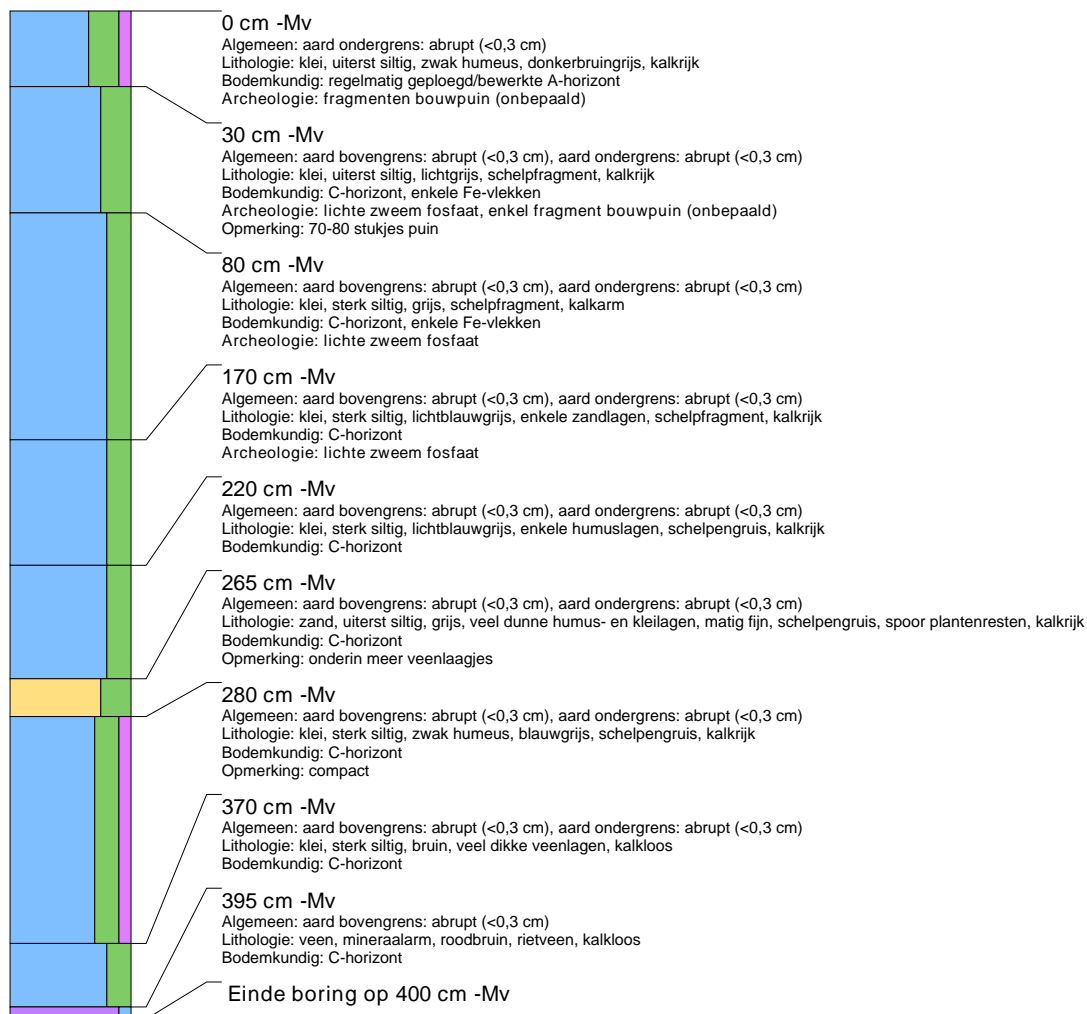 0 cm -Mv
Algemeen: aard ondergrens: abrupt (<0,3 cm)
Lithologie: klei, uiterst siltig, zwak humeus, donkerbruingrijs, kalkrijk
Bodemkundig: regelmatig geploegd/bewerkte A-horizont
Archeologie: fragmenten bouwpuin (onbepaald)
30 cm -Mv
Algemeen: aard bovengrens: abrupt (<0,3 cm), aard ondergrens: abrupt (<0,3 cm)
Lithologie: klei, uiterst siltig, lichtgrijs, schelpfragment, kalkrijk
Bodemkundig: C-horizont, enkele Fe-vlekken
Archeologie: lichte zweem fosfaat, enkel fragment bouwpuin (onbepaald)
Opmerking: 70-80 stukjes puin
80 cm -Mv
Algemeen: aard bovengrens: abrupt (<0,3 cm), aard ondergrens: abrupt (<0,3 cm)
Lithologie: klei, sterk siltig, grijs, schelpfragment, kalkarm
Bodemkundig: C-horizont, enkele Fe-vlekken
Archeologie: lichte zweem fosfaat
170 cm -Mv
Algemeen: aard bovengrens: abrupt (<0,3 cm), aard ondergrens: abrupt (<0,3 cm)
Lithologie: klei, sterk siltig, lichtblauwgrijs, enkele zandlagen, schelpfragment, kalkrijk
Bodemkundig: C-horizont
Archeologie: lichte zweem fosfaat
220 cm -Mv
Algemeen: aard bovengrens: abrupt (<0,3 cm), aard ondergrens: abrupt (<0,3 cm)
Lithologie: klei, sterk siltig, lichtblauwgrijs, enkele humuslagen, schelpengruis, kalkrijk
Bodemkundig: C-horizont
265 cm -Mv
Algemeen: aard bovengrens: abrupt (<0,3 cm), aard ondergrens: abrupt (<0,3 cm)
Lithologie: zand, uiterst siltig, grijs, veel dunne humus- en kleilagen, matig fijn, schelpengruis, spoor plantenresten, kalkrijk
Bodemkundig: C-horizont
Opmerking: onderin meer veenlaagjes
280 cm -Mv
Algemeen: aard bovengrens: abrupt (<0,3 cm), aard ondergrens: abrupt (<0,3 cm)
Lithologie: klei, sterk siltig, zwak humeus, blauwgrijs, schelpengruis, kalkrijk
Bodemkundig: C-horizont
Opmerking: compact
370 cm -Mv
Algemeen: aard bovengrens: abrupt (<0,3 cm), aard ondergrens: abrupt (<0,3 cm)
Lithologie: klei, sterk siltig, bruin, veel dikke veenlagen, kalkloos
Bodemkundig: C-horizont
395 cm -Mv
Algemeen: aard bovengrens: abrupt (<0,3 cm)
Lithologie: veen, mineraalarm, roodbruin, rietveen, kalkloos
Bodemkundig: C-horizont
Einde boring op 400 cm -Mv